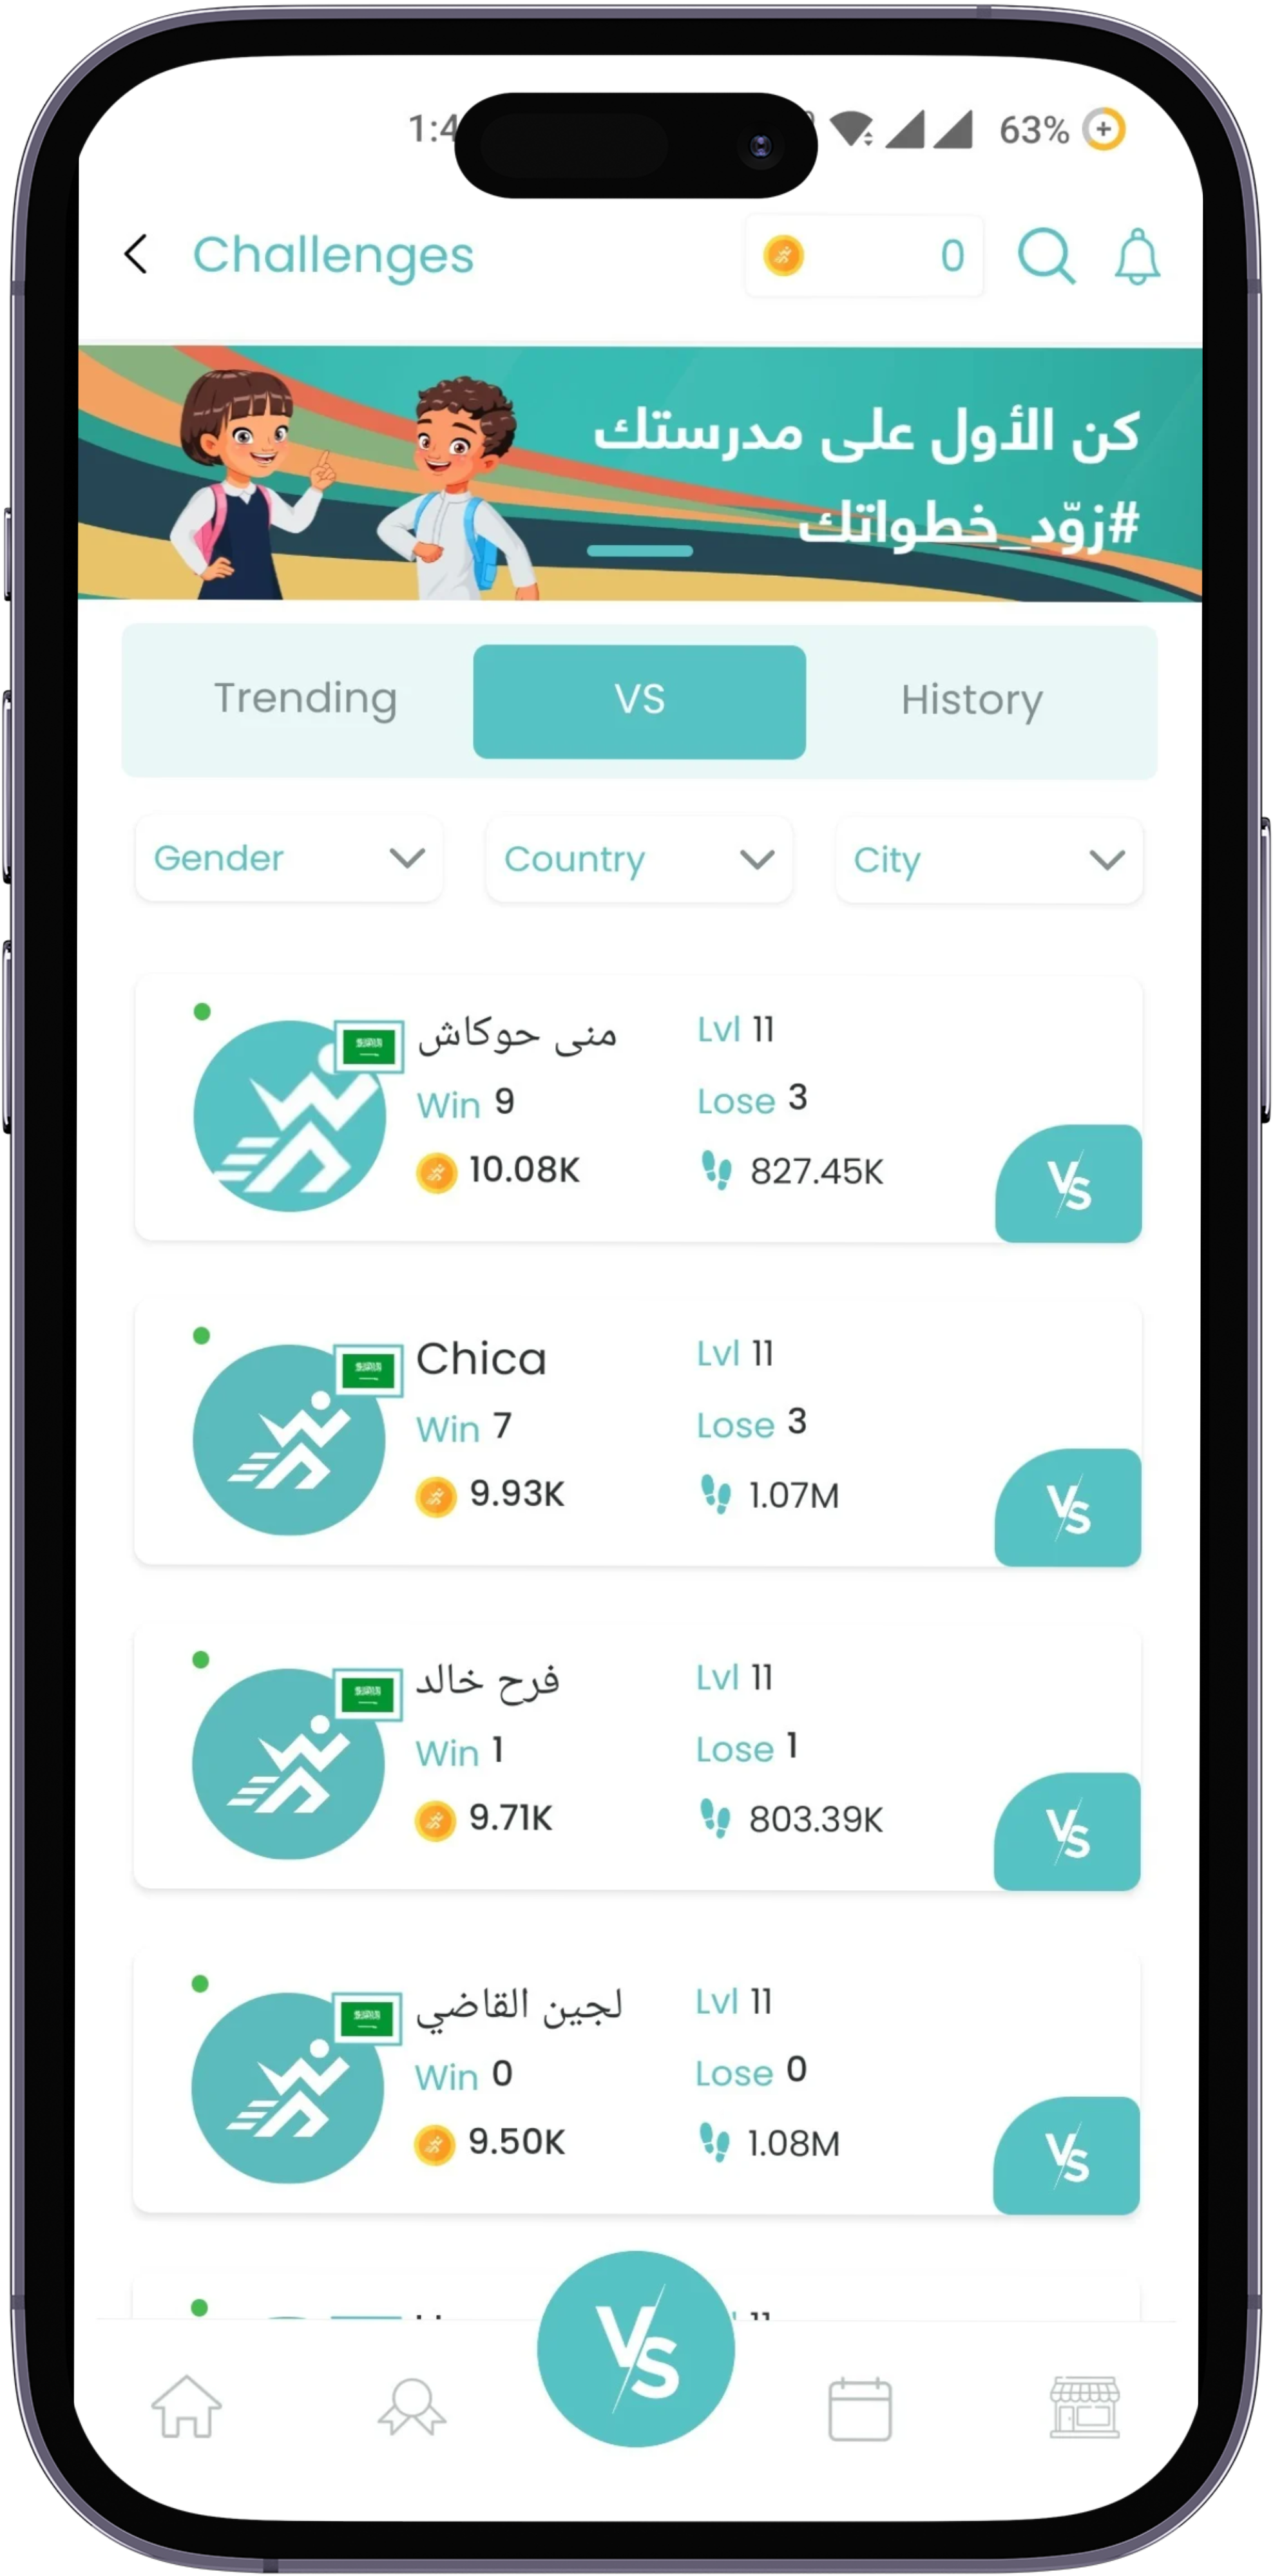 1:4
63%
Challenges
0
كن الأول على مدرستك
#زوّد_خطواتك
Trending
VS
History
Gender
Country
City
منى حوكاش
Lvl 11
Win 9
Lose 3
10.08K
827.45K
VS
Chica
Lvl 11
Win 7
Lose 3
9.93K
1.07M
VS
فرح خالد
Lvl 11
Win 1
Lose 1
9.71K
803.39K
VS
لجين القاضي
Lvl 11
Win 0
Lose 0
9.50K
1.08M
VS
VS